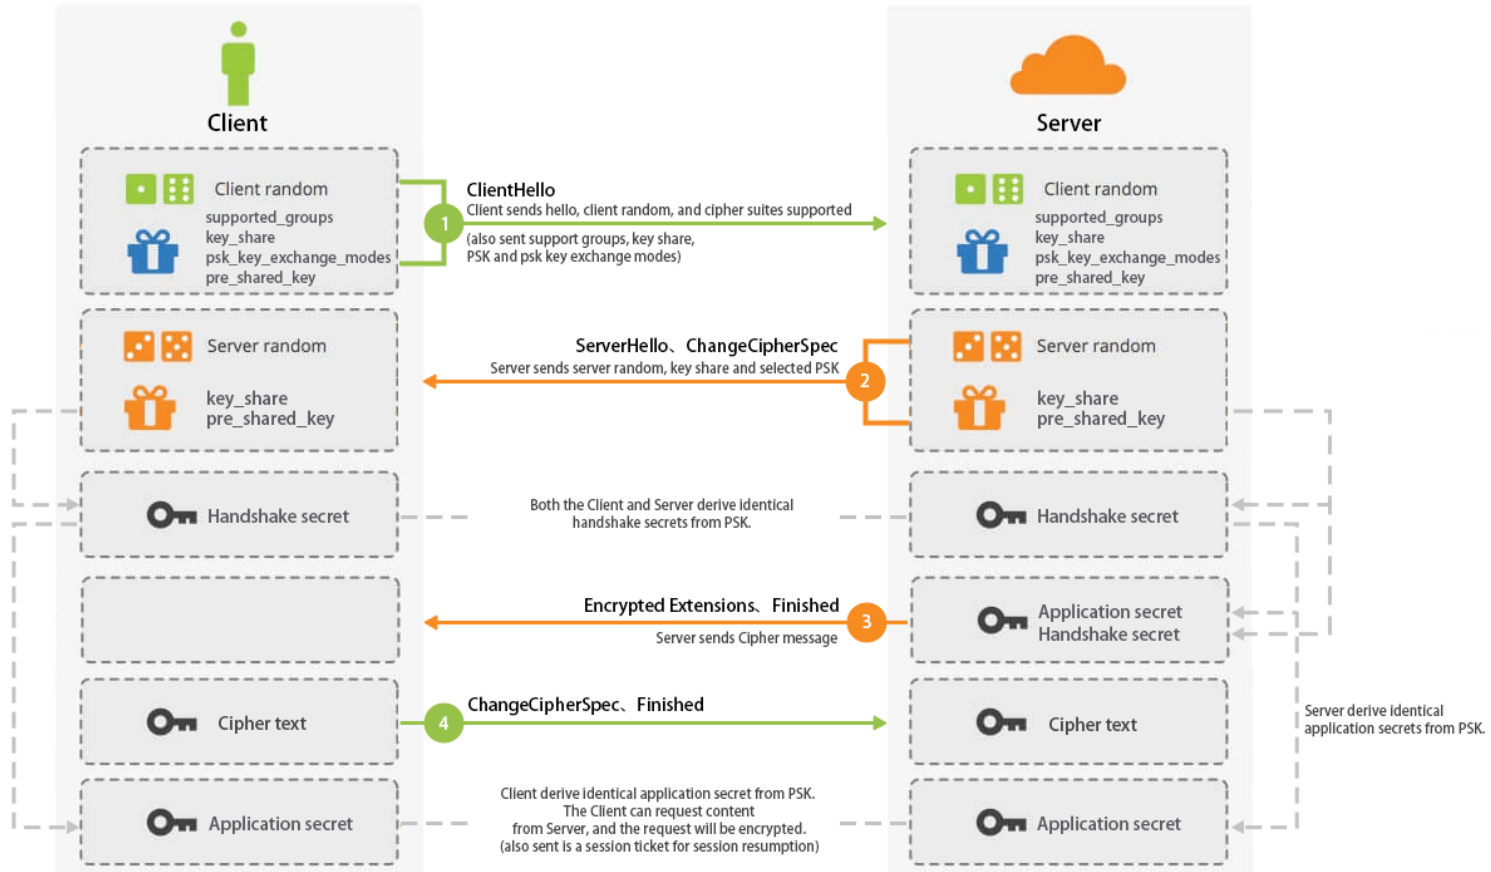 Client
Server
Client random
supported_groups
key_share
psk_key_exchange_modes
pre_shared_key
1
ClientHello
Client sends hello, client random, and cipher suites supported
(also sent support groups, key share,
PSK and psk key exchange modes)
Client random
supported_groups
key_share
psk_key_exchange_modes
pre_shared_key
Server random
key_share
pre_shared_key
ServerHello、ChangeCipherSpec
Server sends server random, key share and selected PSK
2
Server random
key_share
pre_shared_key
Handshake secret
Both the Client and Server derive identical
handshake secrets from PSK.
Handshake secret
Encrypted Extensions、Finished
Server sends Cipher message
3
Application secret
Handshake secret
Cipher text
4
ChangeCipherSpec、Finished
Cipher text
Server derive identical
application secrets from PSK.
Application secret
Client derive identical application secret from PSK.
The Client can request content
from Server, and the request will be encrypted.
(also sent is a session ticket for session resumption)
Application secret